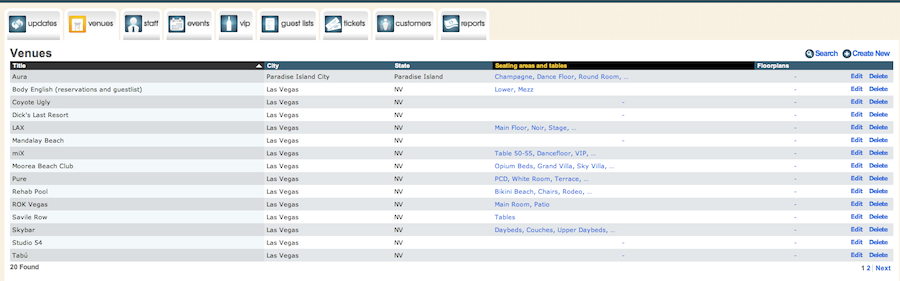 updates venues staff events vip guest lists tickets customers reports
Venues Search Create New
Title City State Seating areas and tables Floorplans
Aura Paradise Island City Paradise Island Champagne, Dance Floor, Round Room, ... - Edit Delete
Body English (reservations and guestlist) Las Vegas NV Lower, Mezz - Edit Delete
Coyote Ugly Las Vegas NV - - Edit Delete
Dick's Last Resort Las Vegas NV - - Edit Delete
LAX Las Vegas NV Main Floor, Noir, Stage, ... - Edit Delete
Mandalay Beach Las Vegas NV - - Edit Delete
miX Las Vegas NV Table 50-55, Dancefloor, VIP, ... - Edit Delete
Moorea Beach Club Las Vegas NV Opium Beds, Grand Villa, Sky Villa, ... - Edit Delete
Pure Las Vegas NV PCD, White Room, Terrace, ... - Edit Delete
Rehab Pool Las Vegas NV Bikini Beach, Chairs, Rodeo, ... - Edit Delete
ROK Vegas Las Vegas NV Main Room, Patio - Edit Delete
Savile Row Las Vegas NV Tables - Edit Delete
Skybar Las Vegas NV Daybeds, Couches, Upper Daybeds, ... - Edit Delete
Studio 54 Las Vegas NV - - Edit Delete
Tabú Las Vegas NV - - Edit Delete
20 Found 1 2 | Next